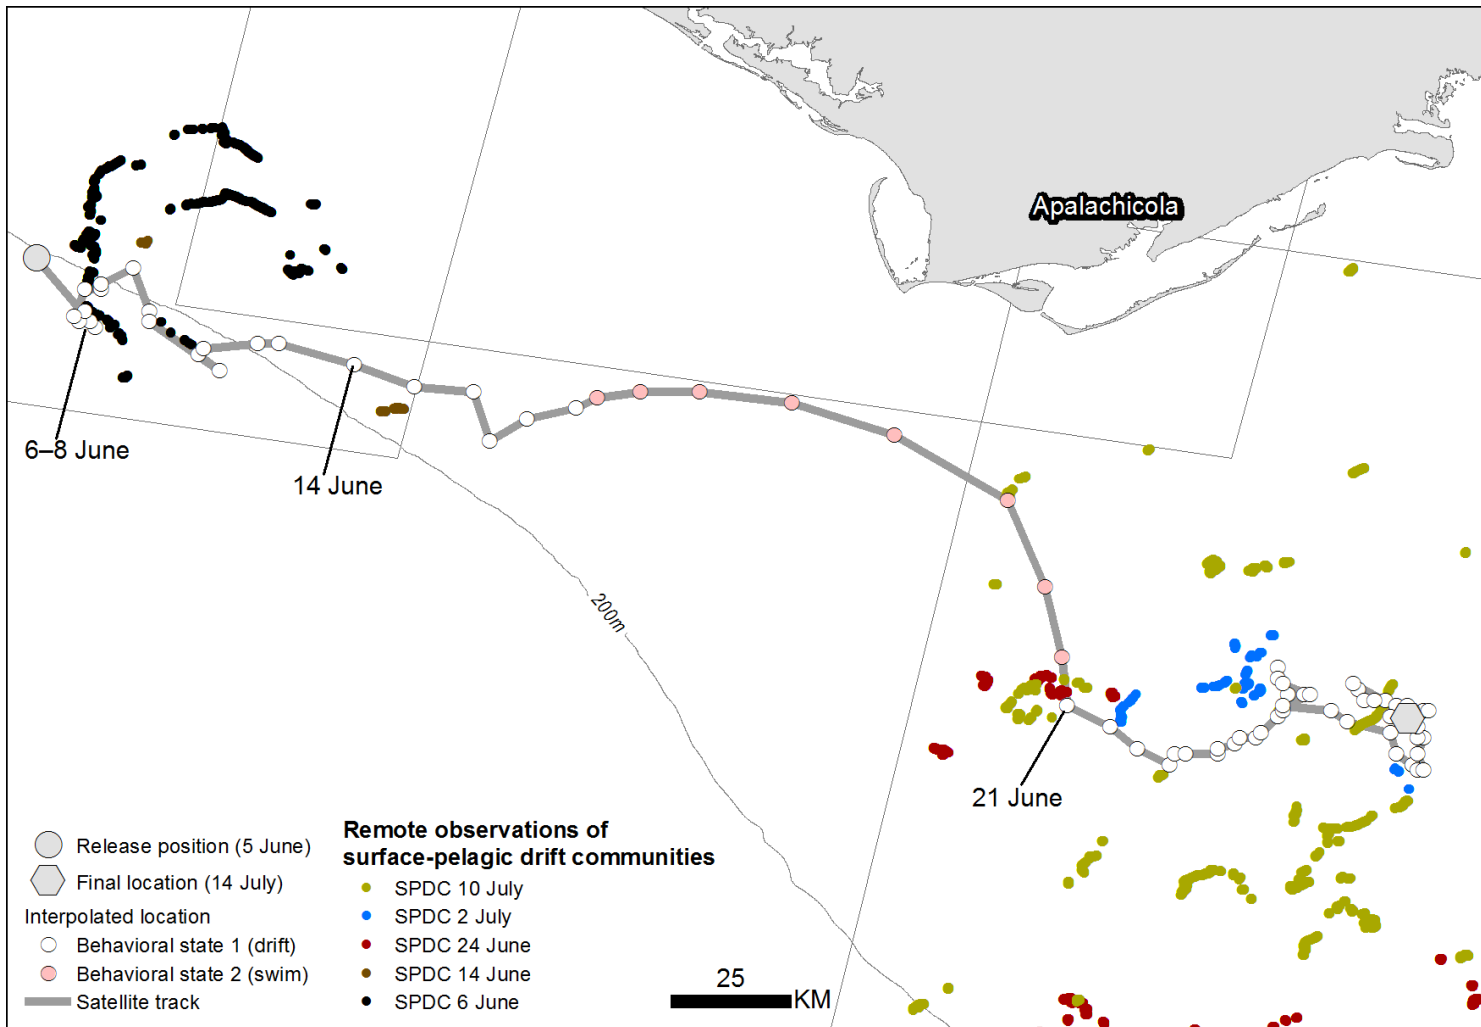 Apalachicola
6–8 June
14 June
200m
21 June
Release position (5 June)
Final location (14 July)
Interpolated location
Behavioral state 1 (drift)
Behavioral state 2 (swim)
Satellite track
Remote observations of
surface-pelagic drift communities
SPDC 10 July
SPDC 2 July
SPDC 24 June
SPDC 14 June
SPDC 6 June
25
KM